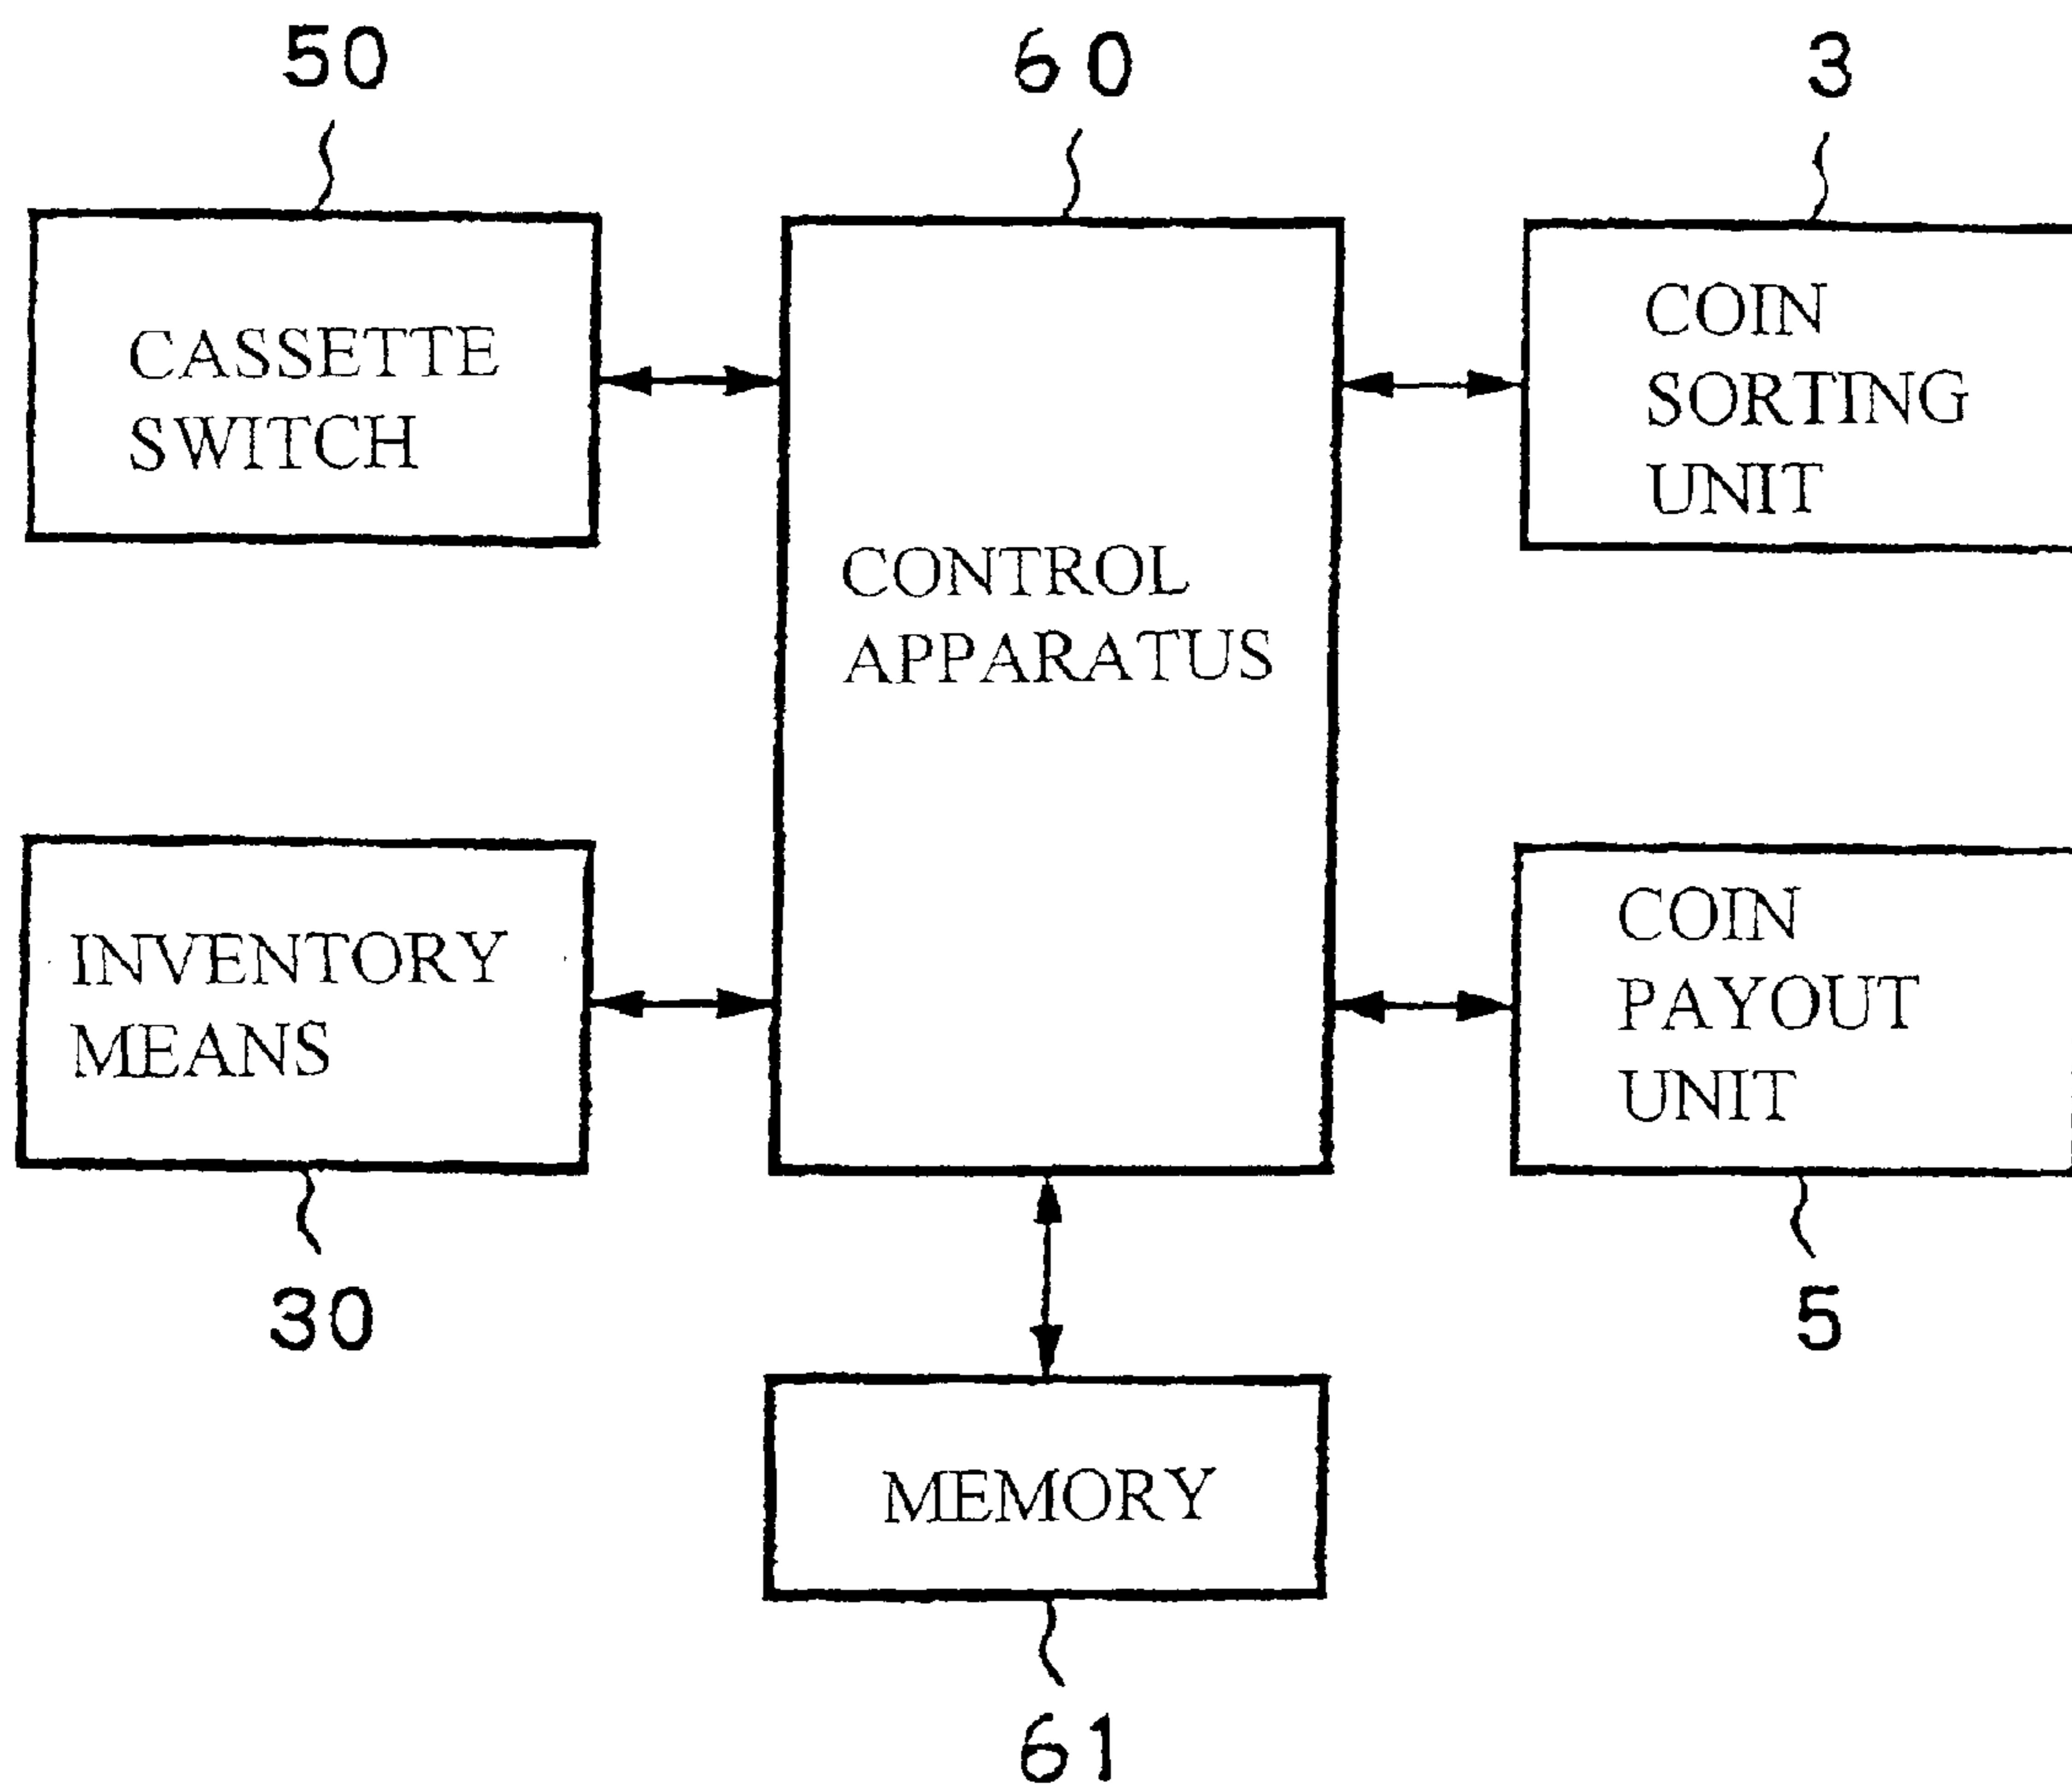 50
60
3
CASSETTE
SWITCH
CONTROL
APPARATUS
COIN
SORTING
UNIT
INVENTORY
MEANS
COIN
PAYOUT
UNIT
30
5
MEMORY
61